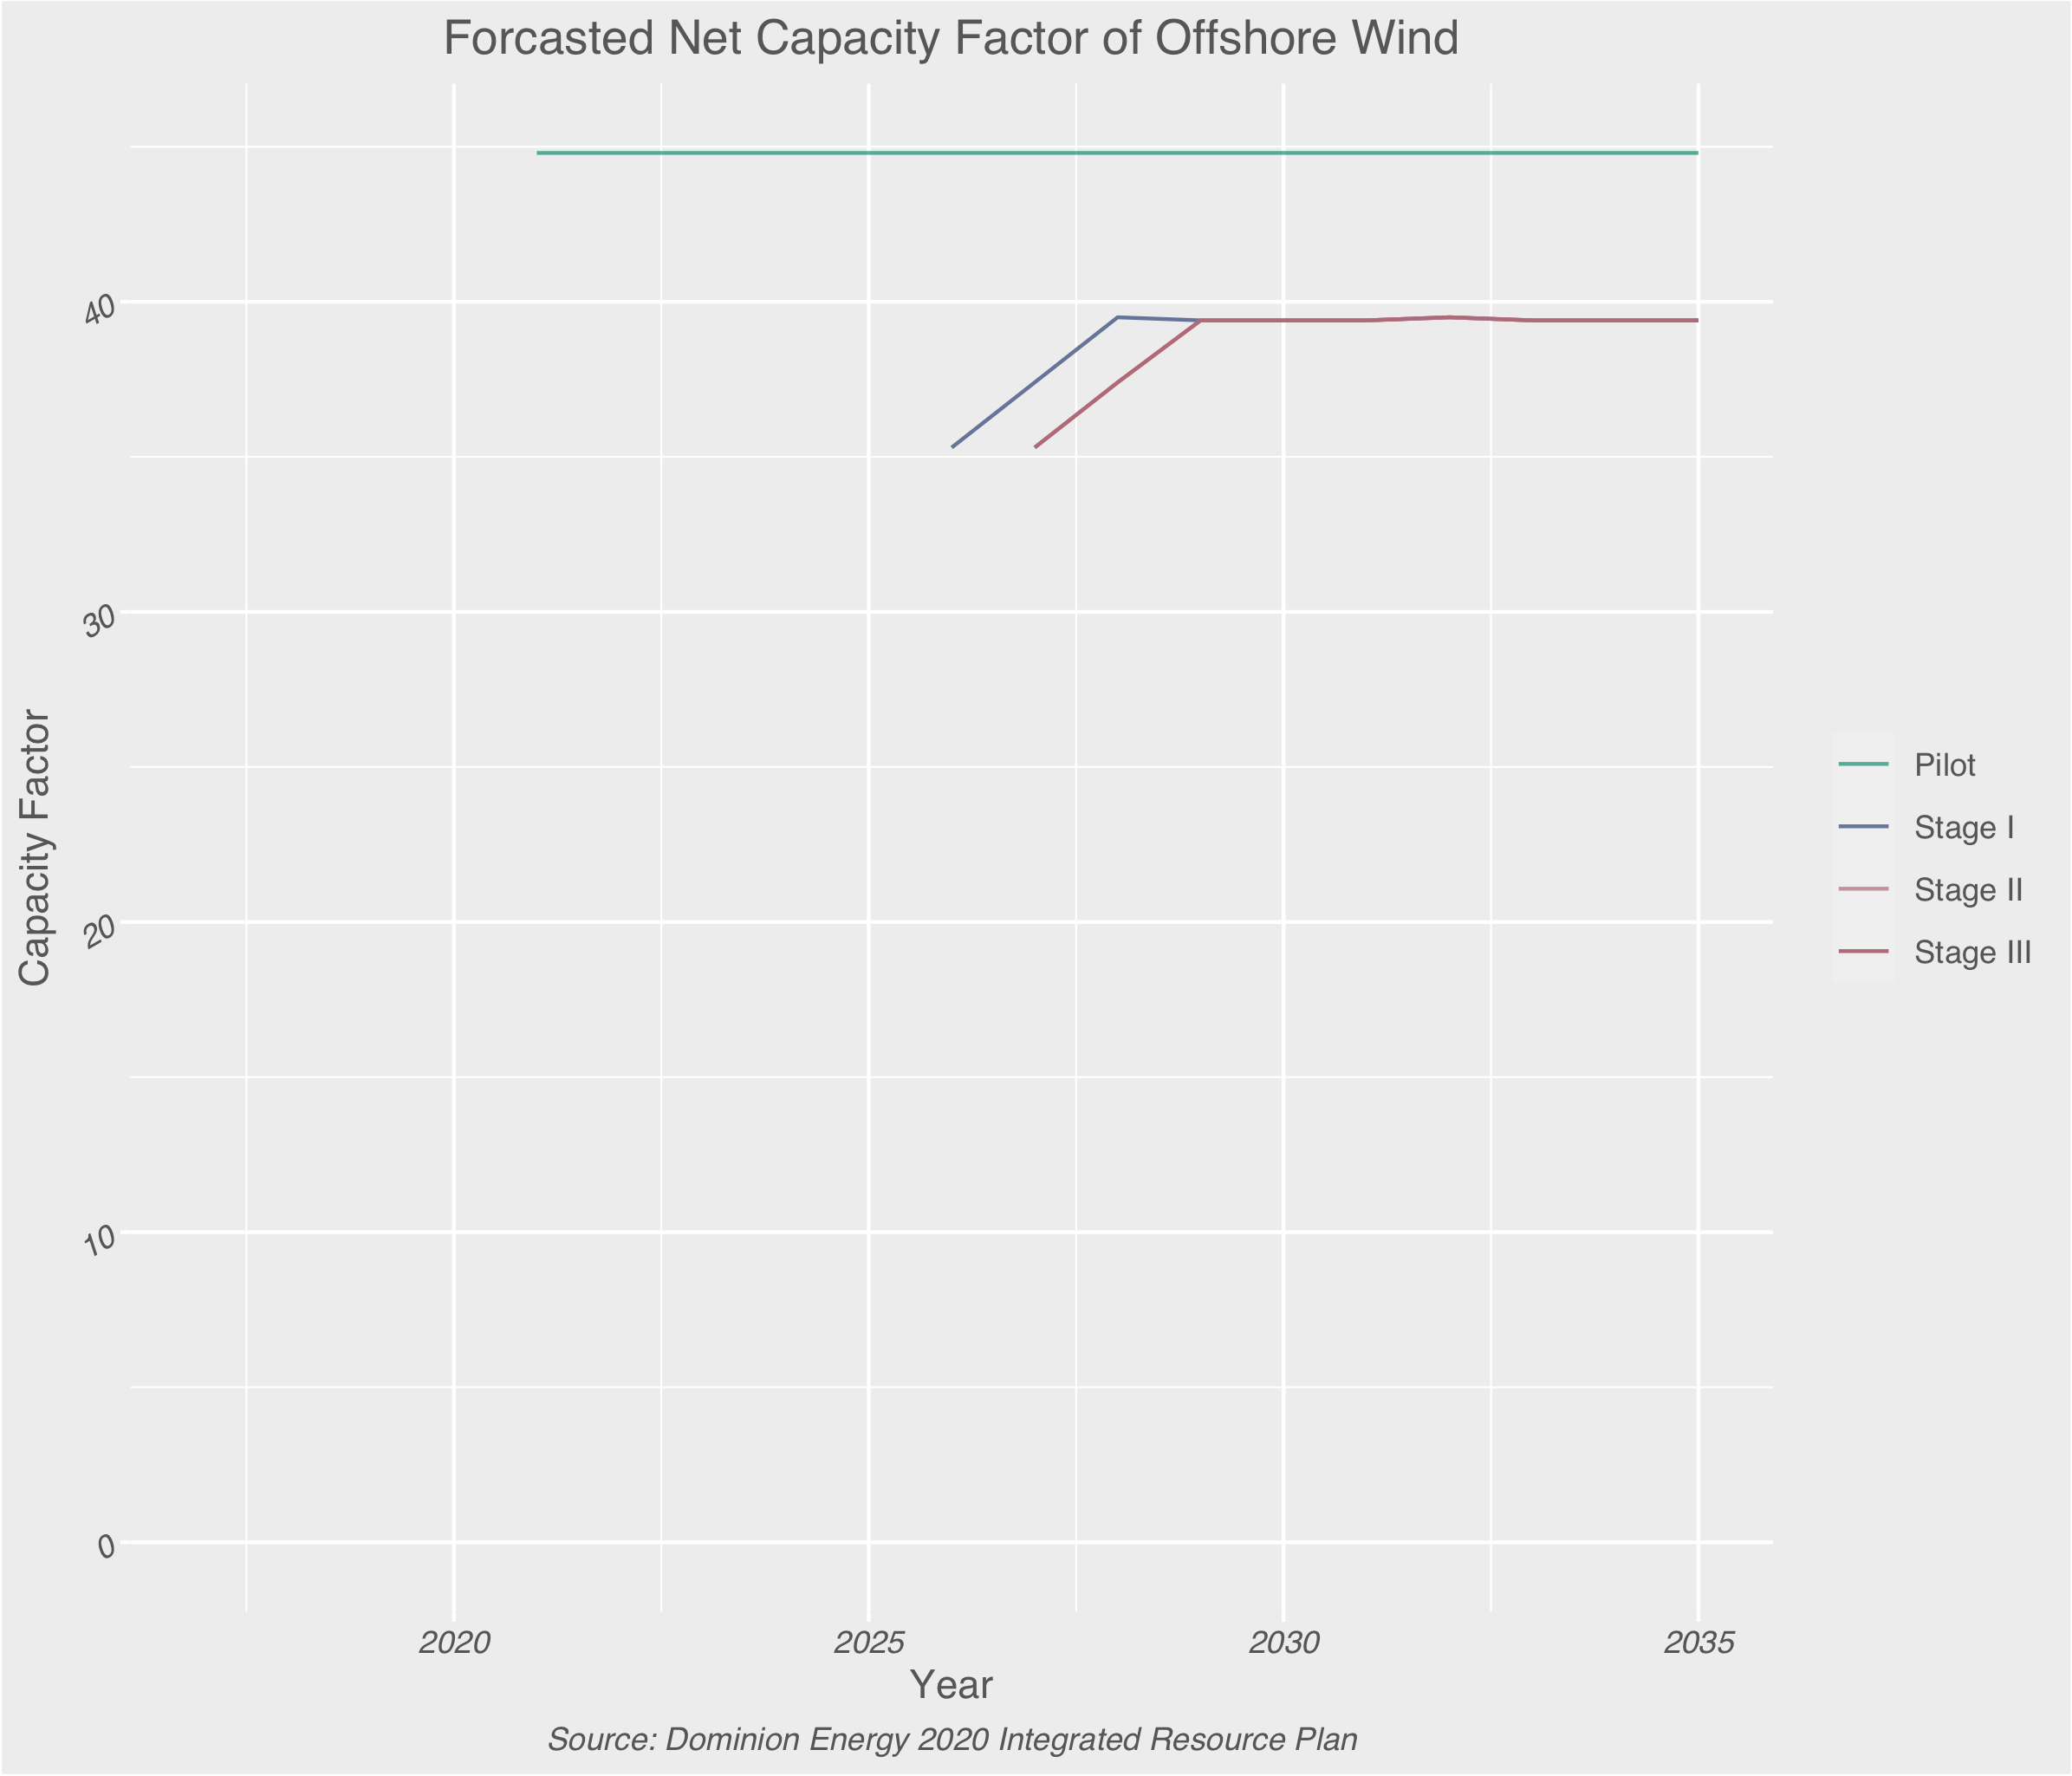 Forcasted Net Capacity Factor of Offshore Wind
Capacity Factor
40
30
20
10
0
2020
2025
2030
2035
Year
Source: Dominion Energy 2020 Integrated Resource Plan
Pilot
Stage I
Stage II
Stage III